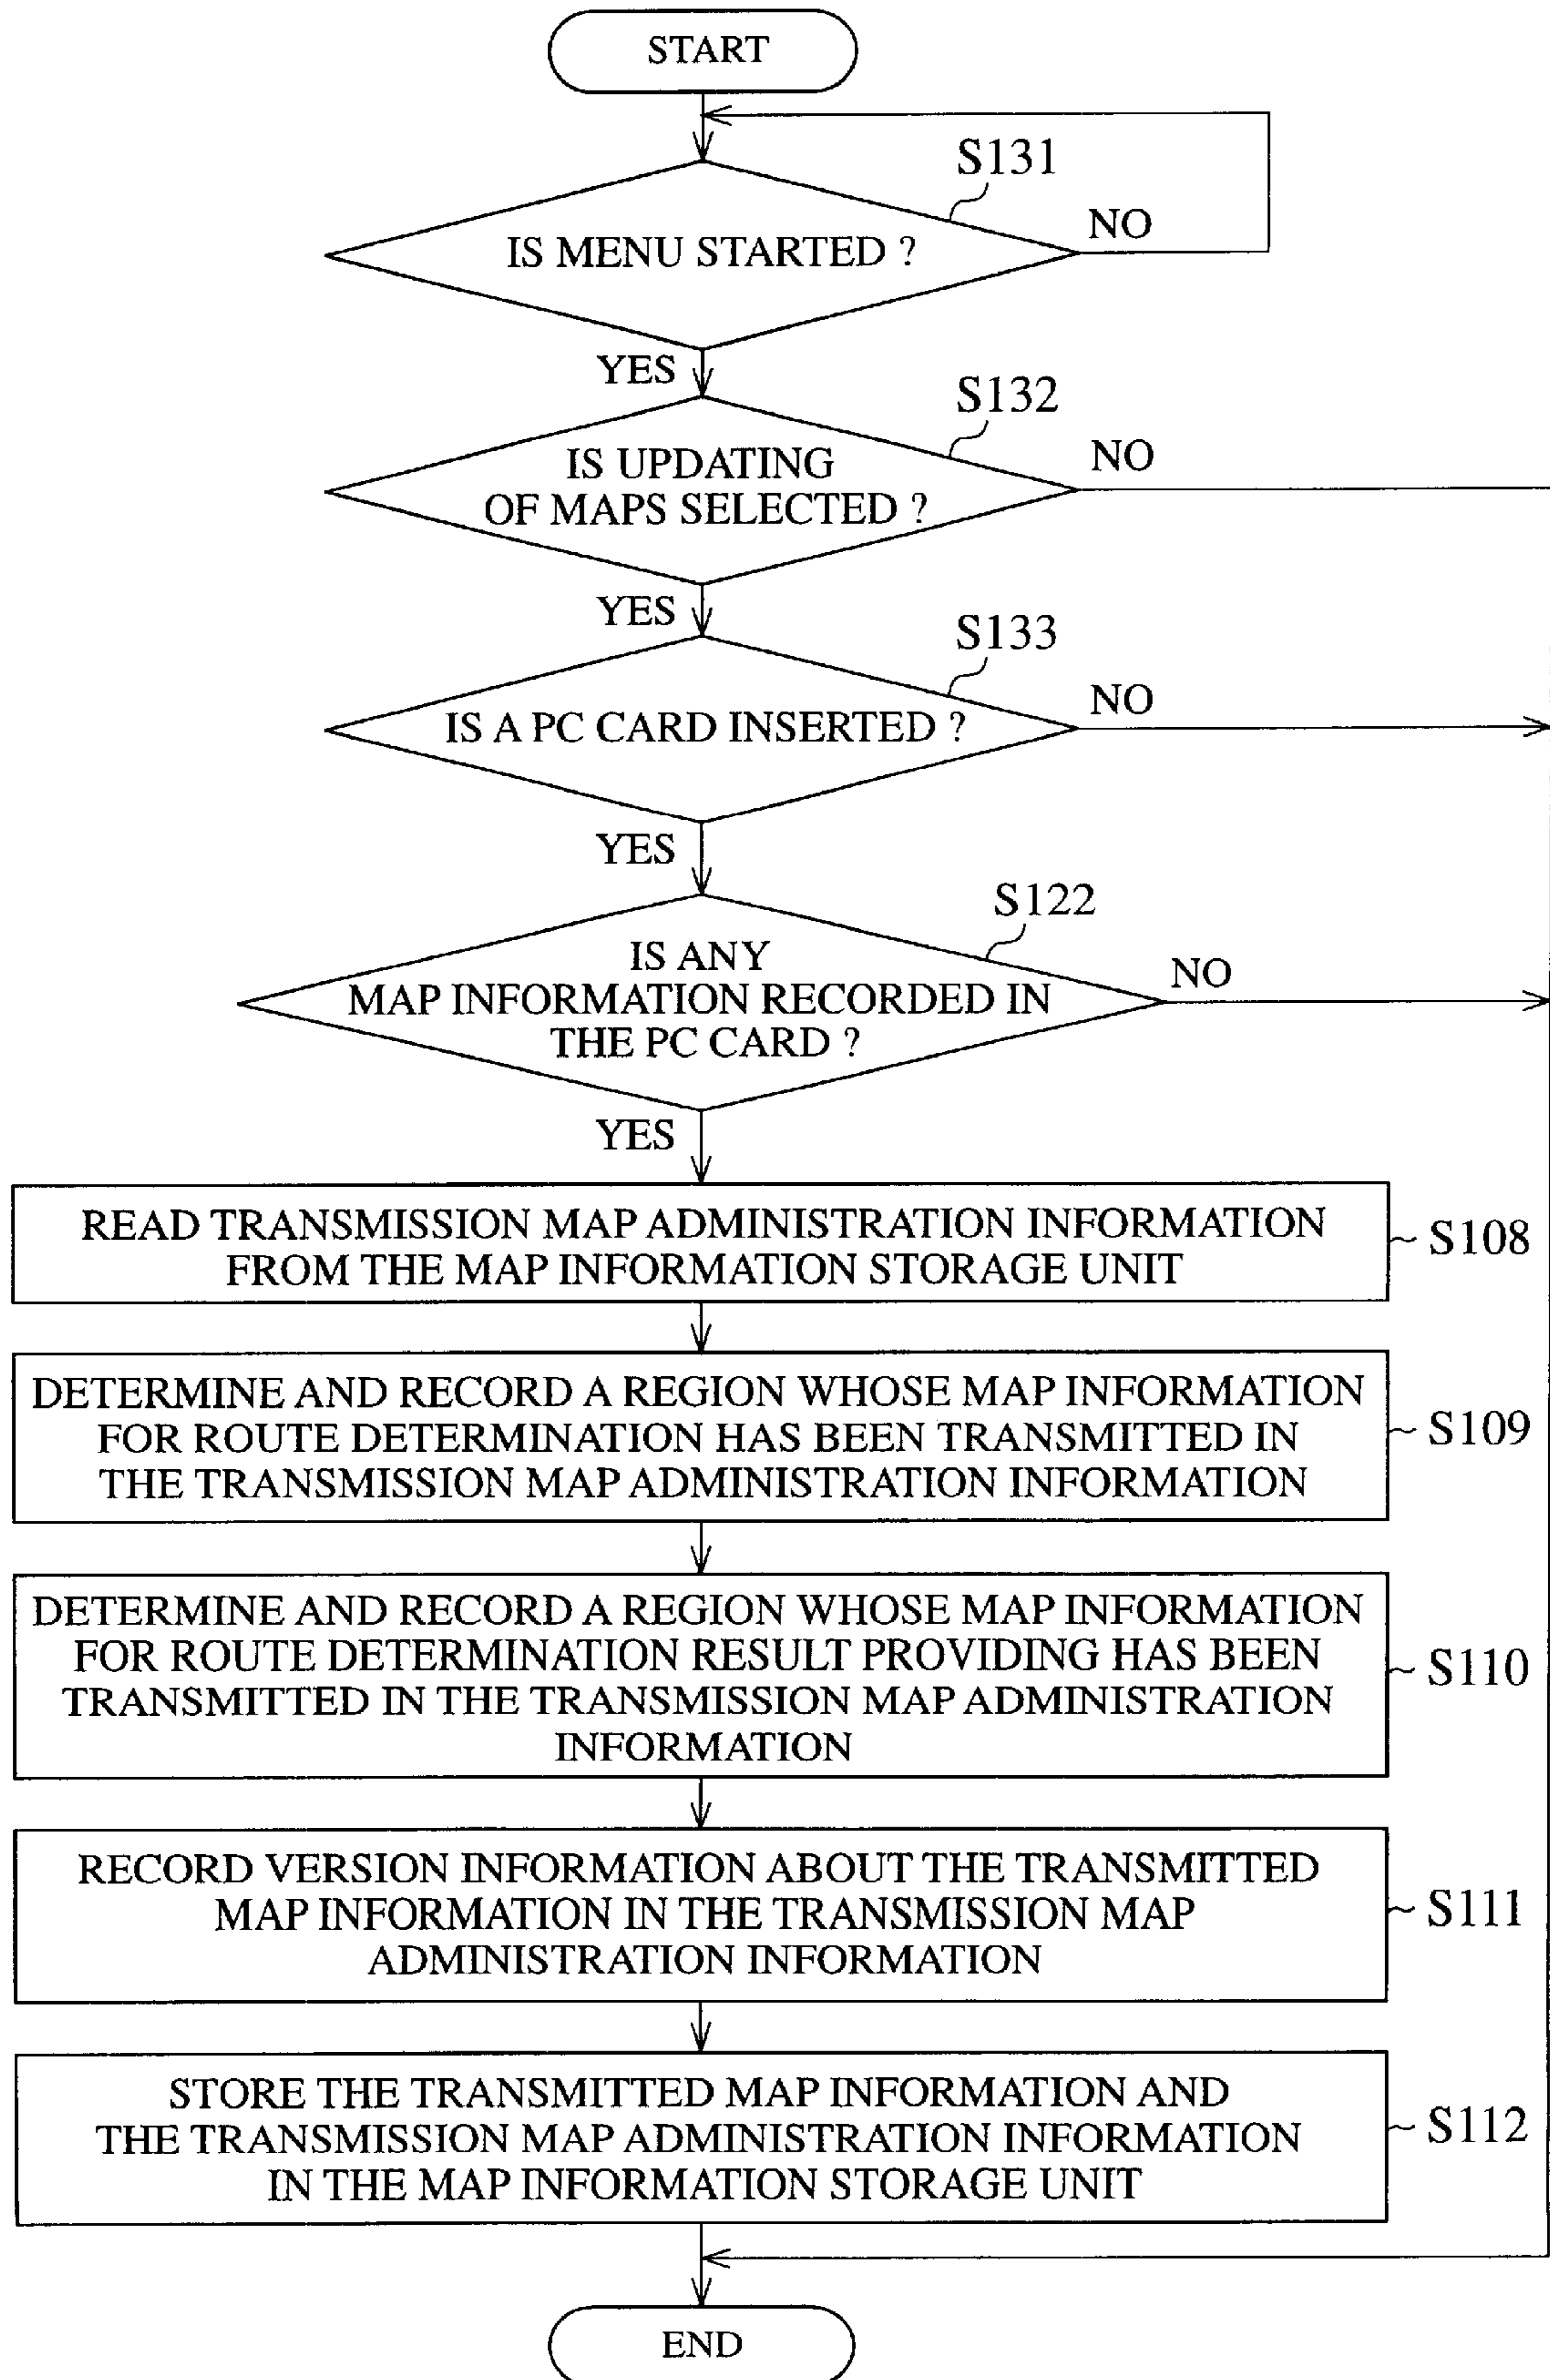 START
S131
NO
IS MENU STARTED ?
YES
S132
NO
IS UPDATING
OF MAPS SELECTED ?
YES
S133
NO
IS A PC CARD INSERTED ?
YES
S122
NO
IS ANY
MAP INFORMATION RECORDED IN
THE PC CARD ?
YES
READ TRANSMISSION MAP ADMINISTRATION INFORMATION
FROM THE MAP INFORMATION STORAGE UNIT
S108
DETERMINE AND RECORD A REGION WHOSE MAP INFORMATION
FOR ROUTE DETERMINATION HAS BEEN TRANSMITTED IN
THE TRANSMISSION MAP ADMINISTRATION INFORMATION
S109
DETERMINE AND RECORD A REGION WHOSE MAP INFORMATION
FOR ROUTE DETERMINATION RESULT PROVIDING HAS BEEN
TRANSMITTED IN THE TRANSMISSION MAP ADMINISTRATION
INFORMATION
S110
RECORD VERSION INFORMATION ABOUT THE TRANSMITTED
MAP INFORMATION IN THE TRANSMISSION MAP
ADMINISTRATION INFORMATION
S111
STORE THE TRANSMITTED MAP INFORMATION AND
THE TRANSMISSION MAP ADMINISTRATION INFORMATION
IN THE MAP INFORMATION STORAGE UNIT
S112
END